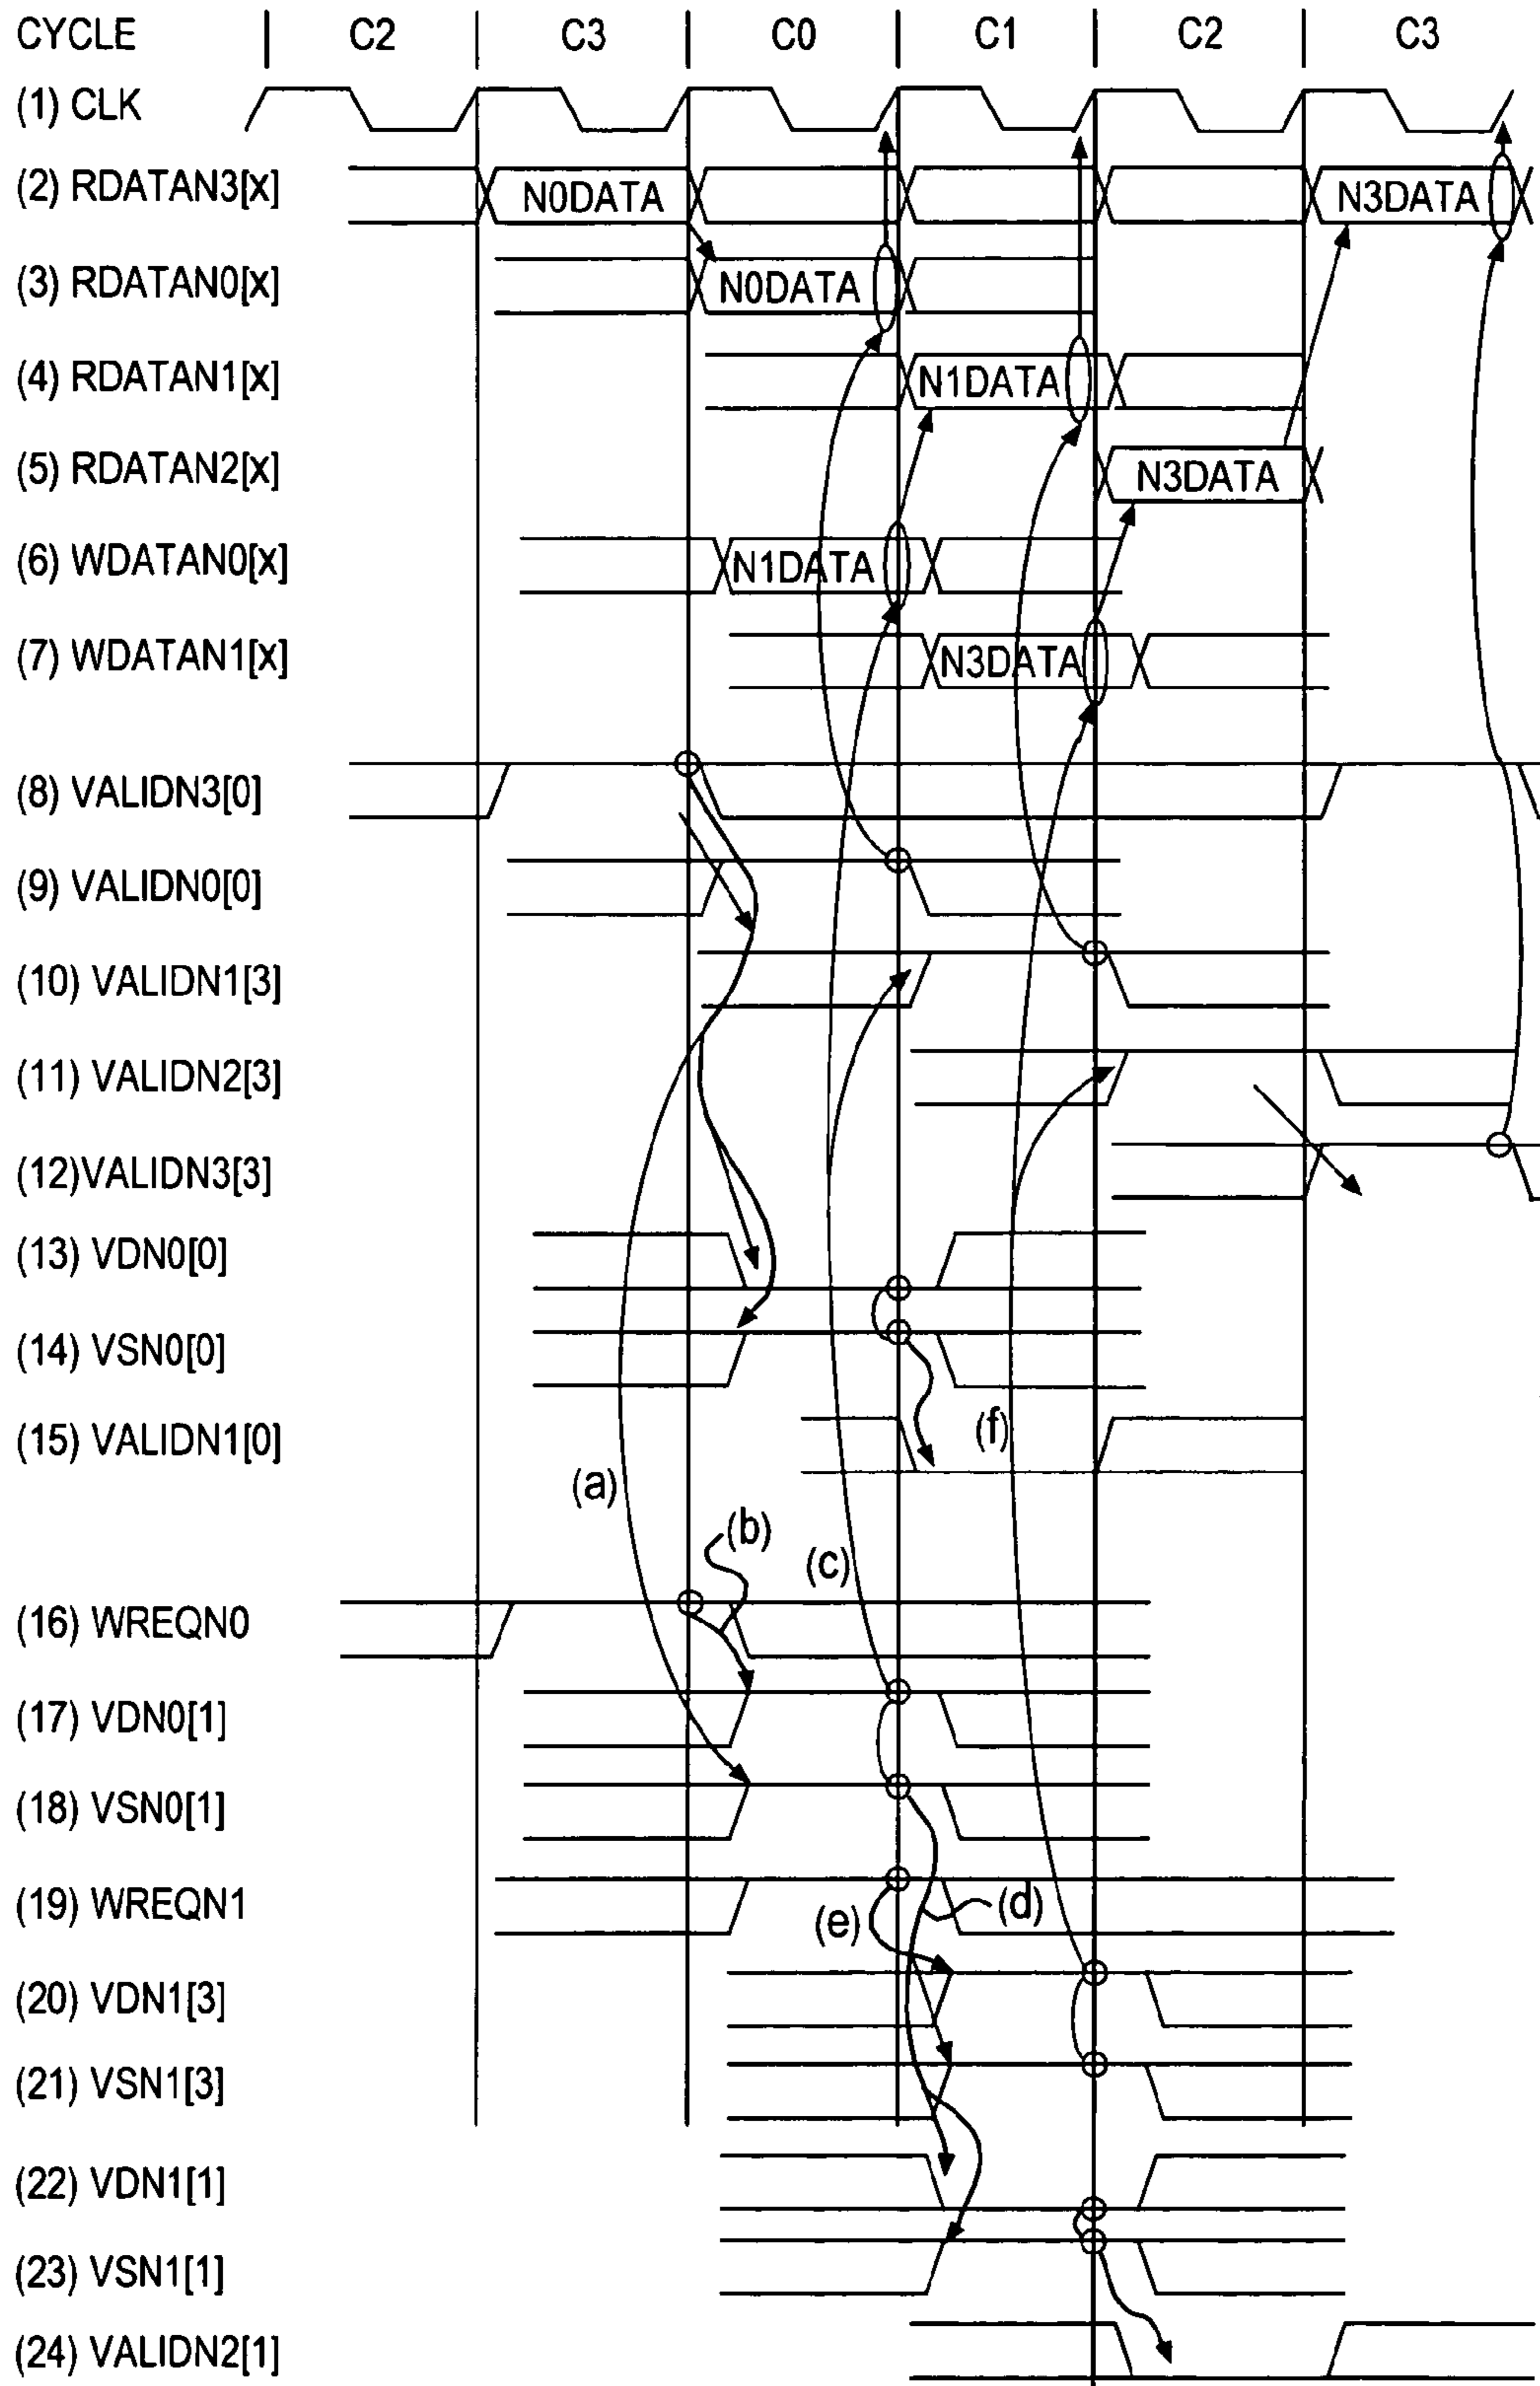 CYCLE C2 C3 C0 C1 C2 C3
(1) CLK
(2) RDATAN3[X] N0DATA N3DATA
(3) RDATAN0[X] N0DATA
(4) RDATAN1[X] N1DATA
(5) RDATAN2[X] N3DATA
(6) WDATAN0[X] N1DATA
(7) WDATAN1[X] N3DATA
(8) VALIDN3[0]
(9) VALIDN0[0]
(10) VALIDN1[3]
(11) VALIDN2[3]
(12)VALIDN3[3]
(13) VDN0[0]
(14) VSN0[0]
(15) VALIDN1[0] (f)
(a)
(b)
(c)
(16) WREQN0
(17) VDN0[1]
(18) VSN0[1]
(19) WREQN1 (e) (d)
(20) VDN1[3]
(21) VSN1[3]
(22) VDN1[1]
(23) VSN1[1]
(24) VALIDN2[1]